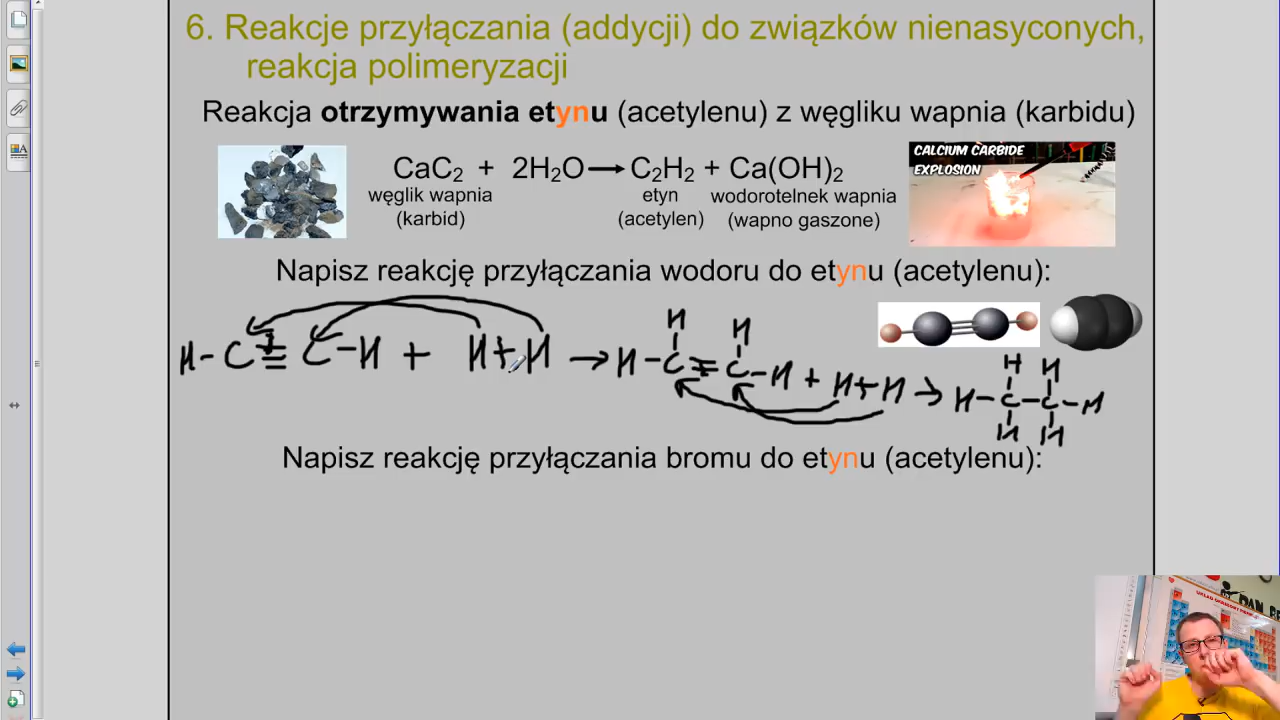 6. Reakcje przyłączania (addycji) do związków nienasyconych,
reakcja polimeryzacji
Reakcja otrzymywania etynu (acetylenu) z węgliku wapnia (karbidu)
CALCIUM CARBIDE
EXPLOSION
CaC₂ + 2H₂O → C₂H₂ + Ca(OH)₂
węglik wapnia etyn wodorotelnek wapnia
(karbid) (acetylen) (wapno gaszone)
Napisz reakcję przyłączania wodoru do etynu (acetylenu):
H H H H
H-C≡C-H + H-H → H-C=C-H + H-H → H-C-C-H
H H
Napisz reakcję przyłączania bromu do etynu (acetylenu):